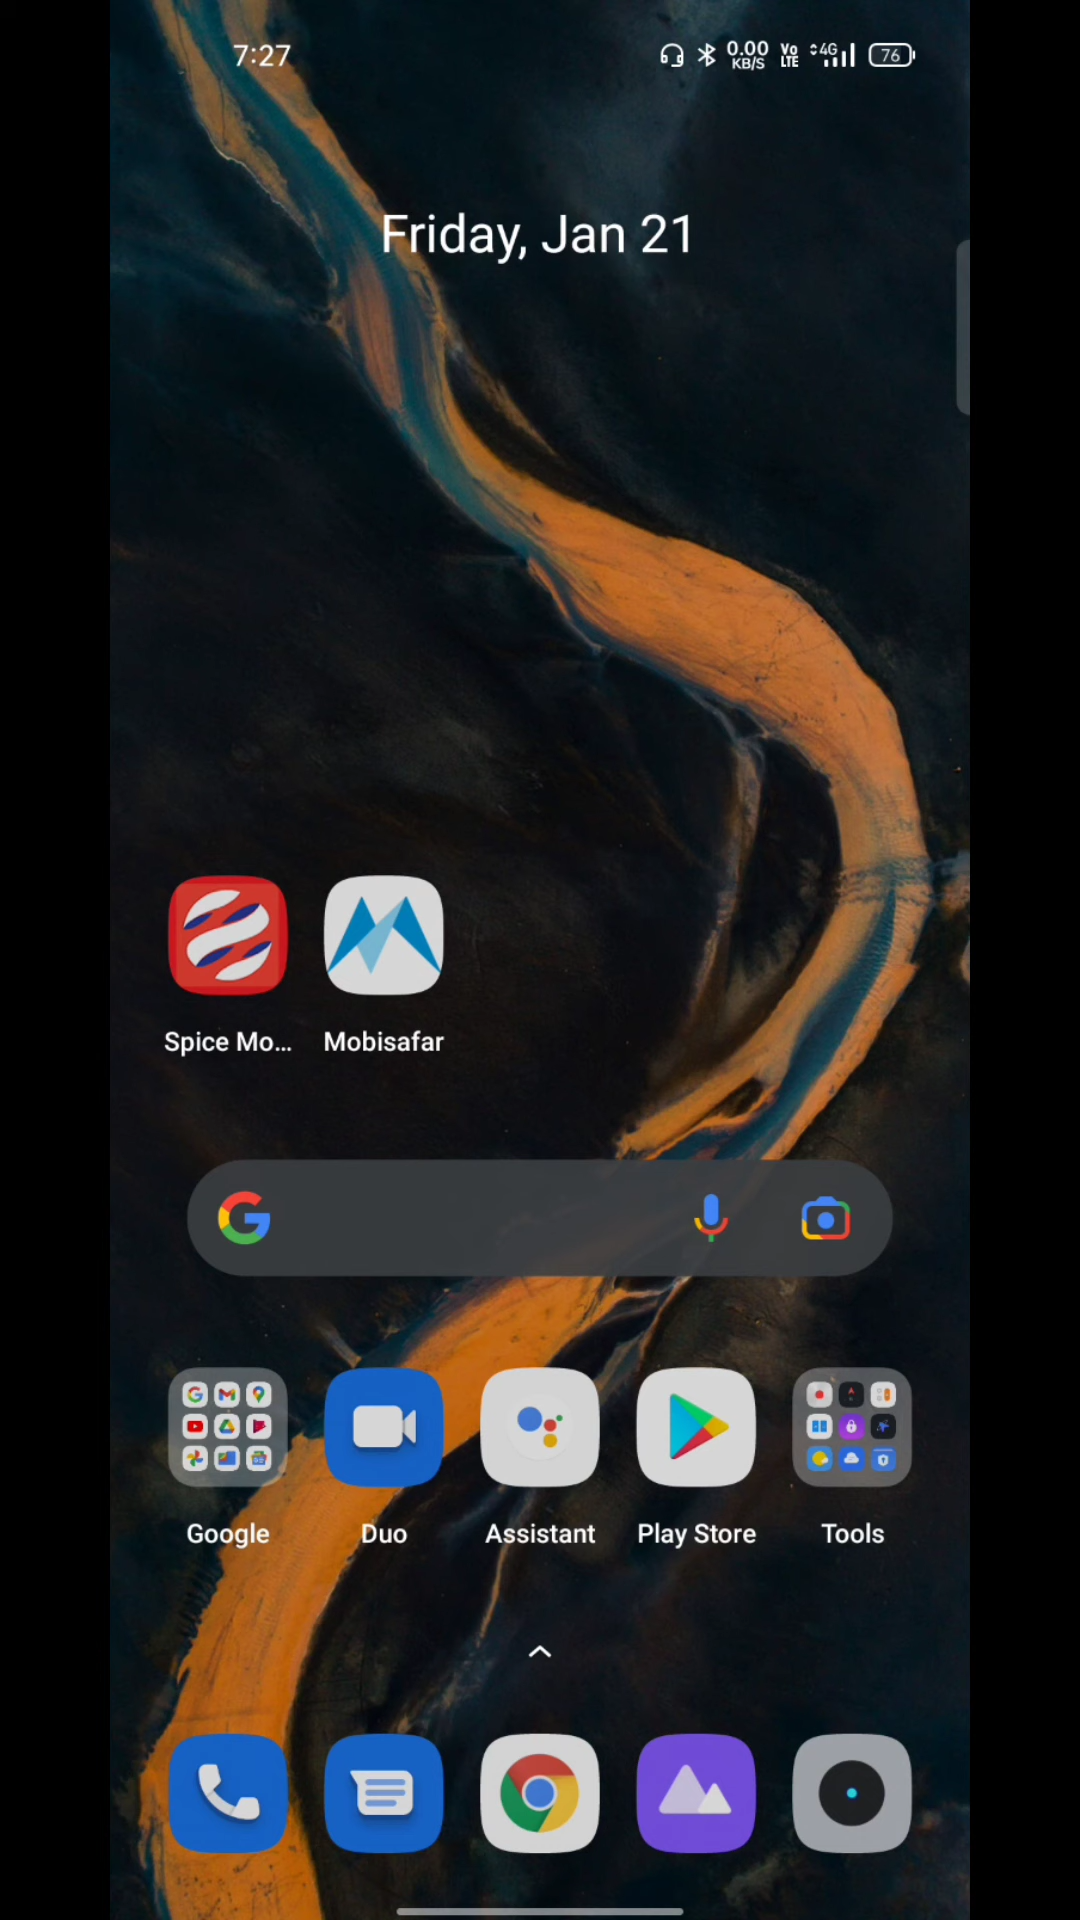 7:27
0.00 KB/S Vo LTE 4G 76
Friday, Jan 21
Spice Mo... Mobisafar
Google Duo Assistant Play Store Tools